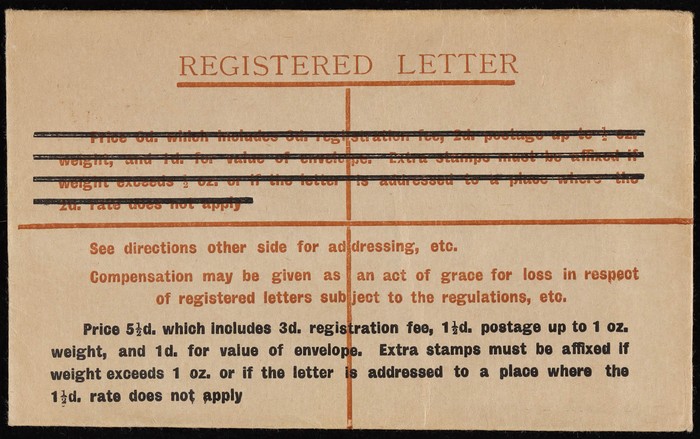 REGISTERED LETTER
Price 6d. which includes 3d. registration fee, 2d. postage up to ½ oz.
weight, and 1d. for value of envelope. Extra stamps must be affixed if
weight exceeds ½ oz. or if the letter is addressed to a place where the
2d. rate does not apply
See directions other side for addressing, etc.
Compensation may be given as an act of grace for loss in respect
of registered letters subject to the regulations, etc.
Price 5½d. which includes 3d. registration fee, 1½d. postage up to 1 oz.
weight, and 1d. for value of envelope. Extra stamps must be affixed if
weight exceeds 1 oz. or if the letter is addressed to a place where the
1½d. rate does not apply